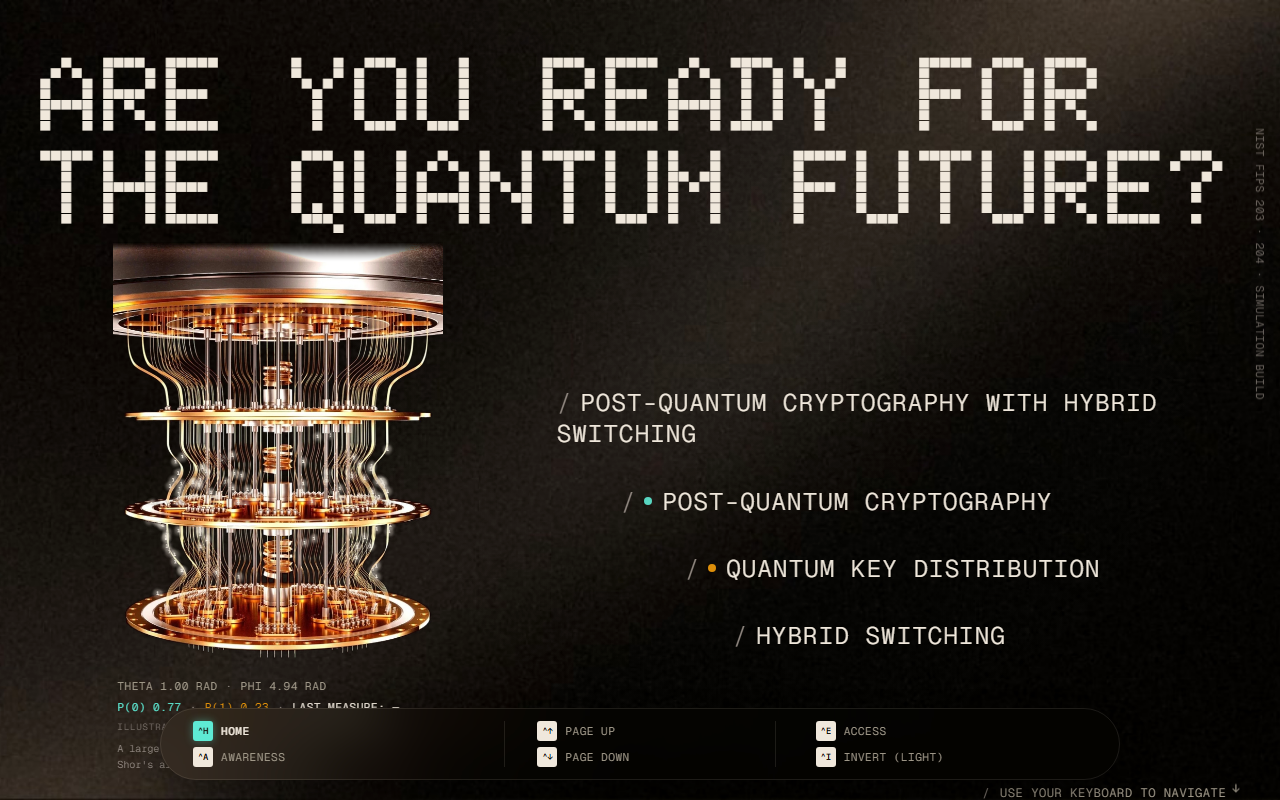 ARE YOU READY FOR
THE QUANTUM FUTURE?
NIST FIPS 203 · 204 · SIMULATION BUILD
/ POST-QUANTUM CRYPTOGRAPHY WITH HYBRID
SWITCHING
/ POST-QUANTUM CRYPTOGRAPHY
/ QUANTUM KEY DISTRIBUTION
/ HYBRID SWITCHING
THETA 1.00 RAD · PHI 4.94 RAD
P(0) 0.77 · P(1) 0.23 · LAST MEASURE: —
A large
Shor's
^H HOME
^A AWARENESS
^↑ PAGE UP
^↓ PAGE DOWN
^E ACCESS
^I INVERT (LIGHT)
/ USE YOUR KEYBOARD TO NAVIGATE ↓